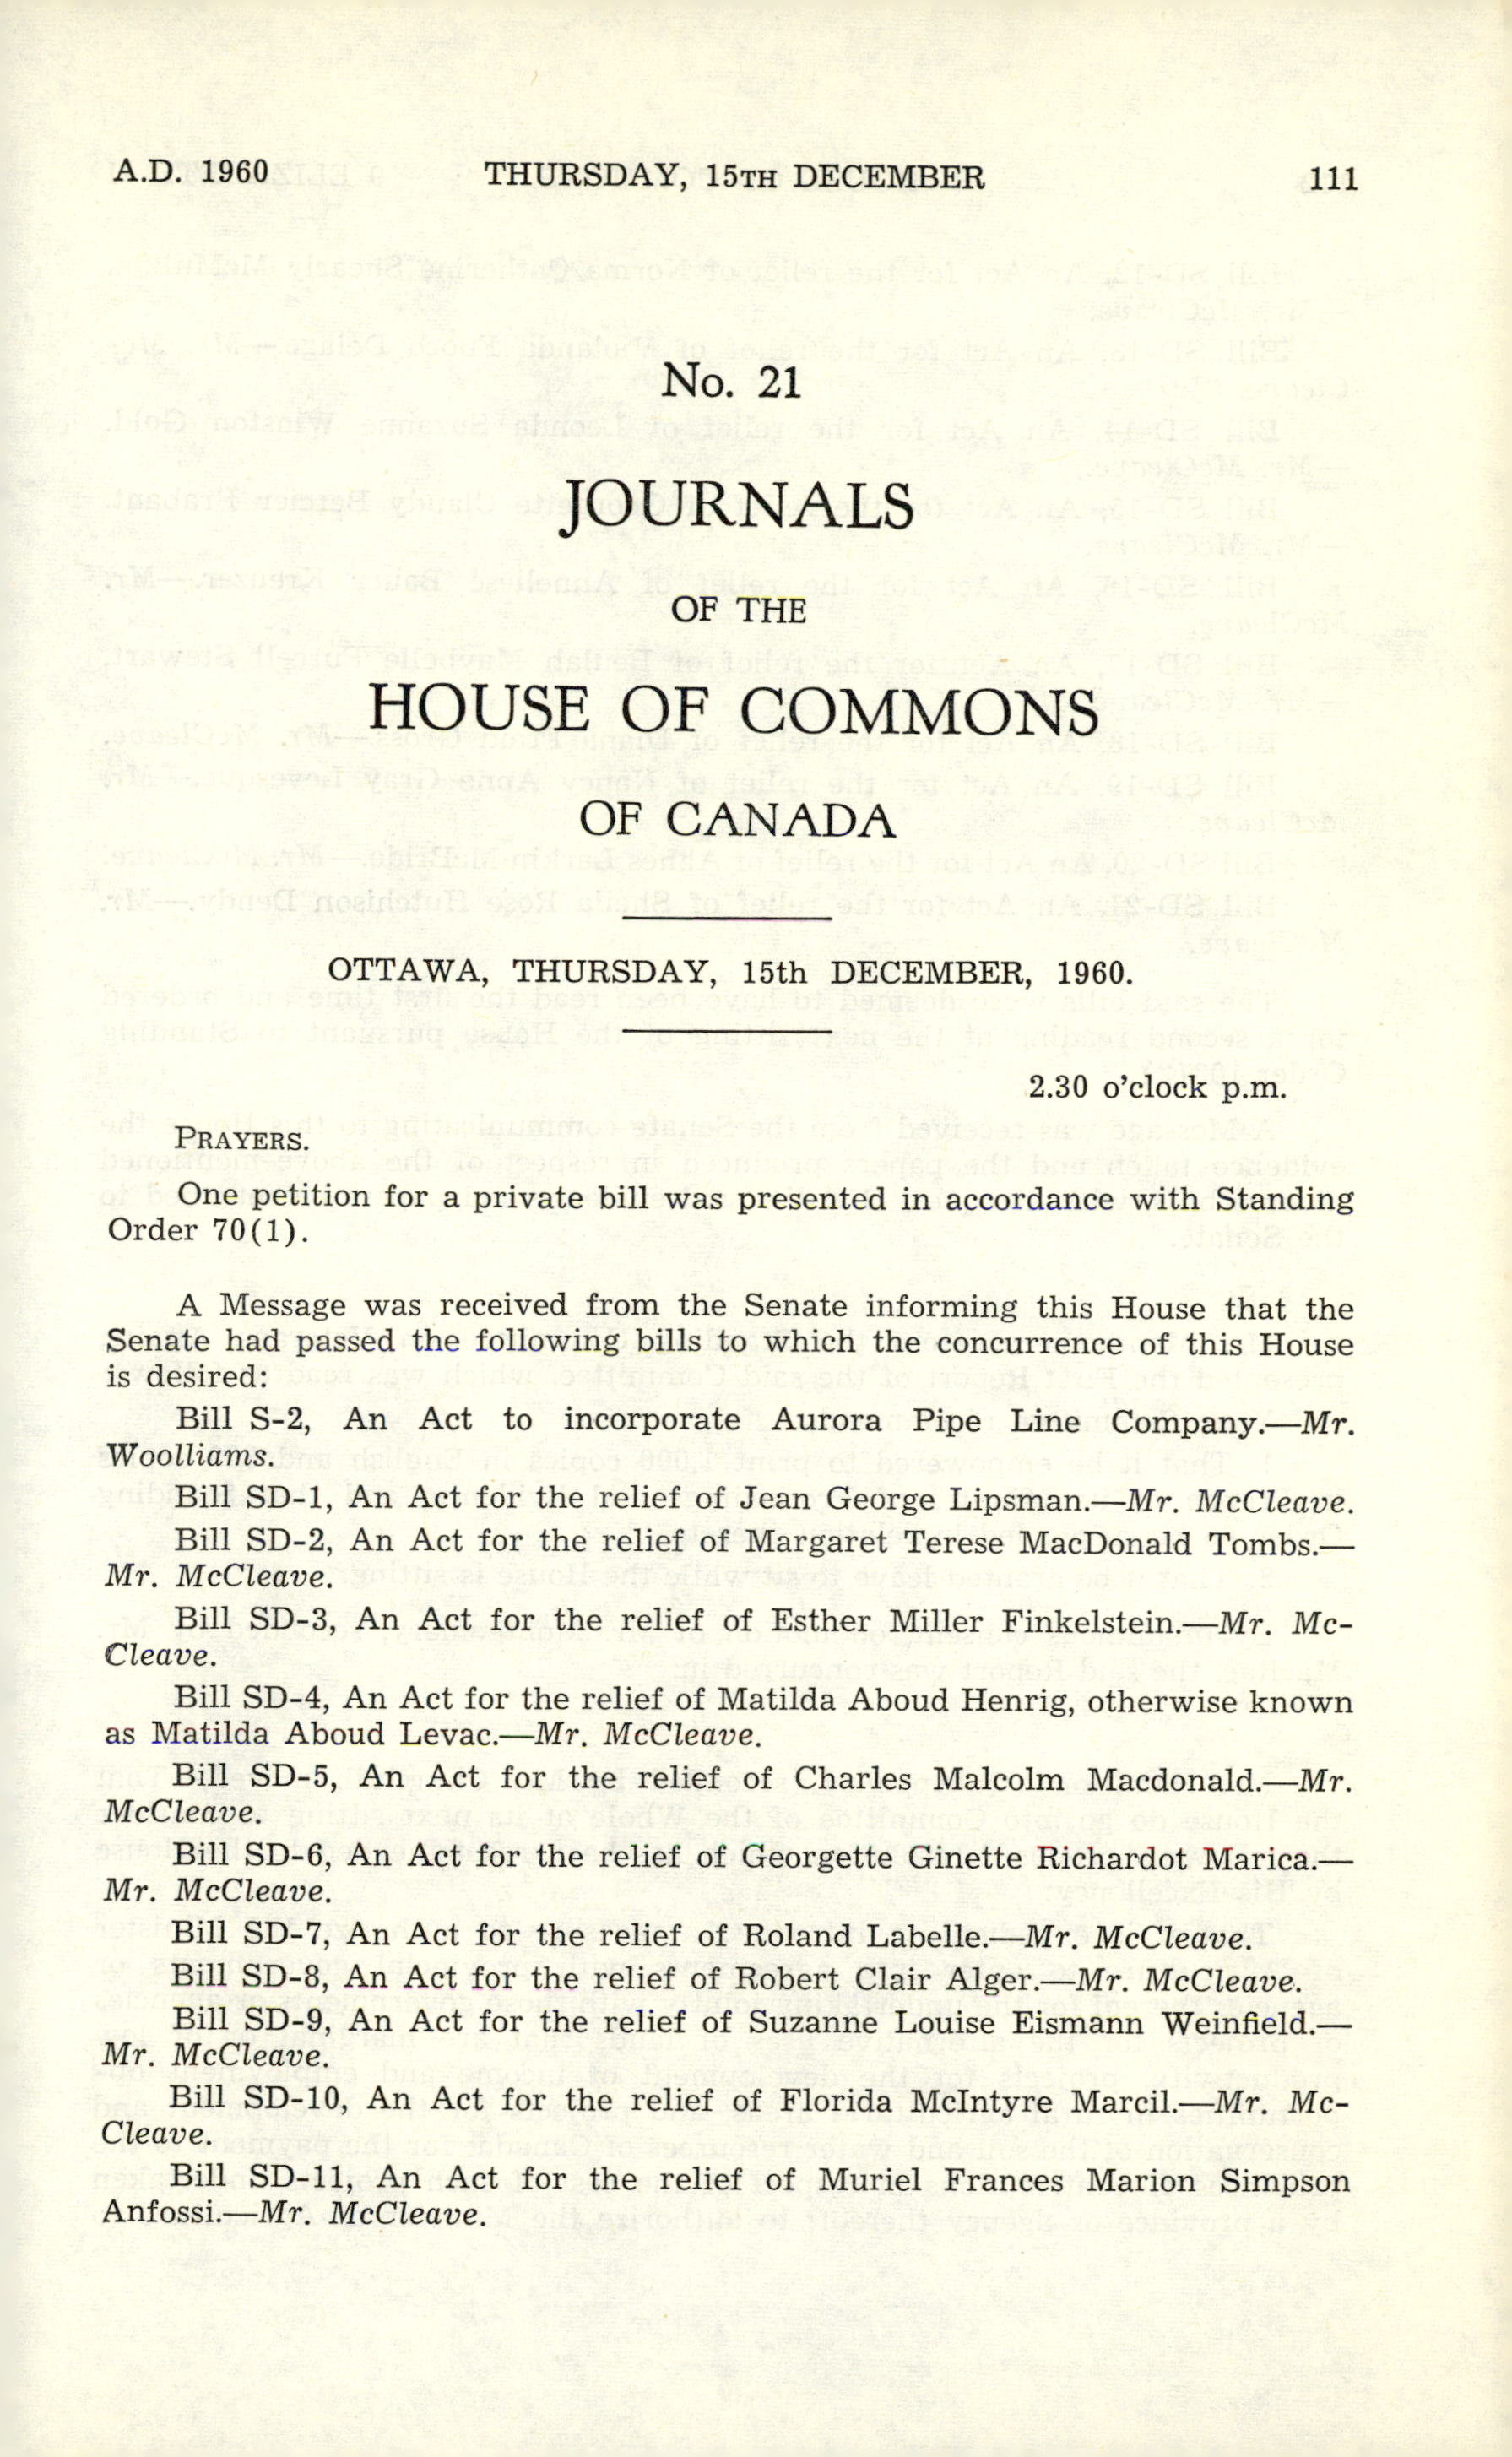 A.D. 1960 THURSDAY, 15TH DECEMBER 111
No. 21
JOURNALS
OF THE
HOUSE OF COMMONS
OF CANADA
OTTAWA, THURSDAY, 15th DECEMBER, 1960.
2.30 o'clock p.m.
PRAYERS.
One petition for a private bill was presented in accordance with Standing
Order 70(1).
A Message was received from the Senate informing this House that the
Senate had passed the following bills to which the concurrence of this House
is desired:
Bill S-2, An Act to incorporate Aurora Pipe Line Company.—Mr.
Woolliams.
Bill SD-1, An Act for the relief of Jean George Lipsman.—Mr. McCleave.
Bill SD-2, An Act for the relief of Margaret Terese MacDonald Tombs.—
Mr. McCleave.
Bill SD-3, An Act for the relief of Esther Miller Finkelstein.—Mr. Mc-
Cleave.
Bill SD-4, An Act for the relief of Matilda Aboud Henrig, otherwise known
as Matilda Aboud Levac.—Mr. McCleave.
Bill SD-5, An Act for the relief of Charles Malcolm Macdonald.—Mr.
McCleave.
Bill SD-6, An Act for the relief of Georgette Ginette Richardot Marica.—
Mr. McCleave.
Bill SD-7, An Act for the relief of Roland Labelle.—Mr. McCleave.
Bill SD-8, An Act for the relief of Robert Clair Alger.—Mr. McCleave.
Bill SD-9, An Act for the relief of Suzanne Louise Eismann Weinfield.—
Mr. McCleave.
Bill SD-10, An Act for the relief of Florida McIntyre Marcil.—Mr. Mc-
Cleave.
Bill SD-11, An Act for the relief of Muriel Frances Marion Simpson
Anfossi.—Mr. McCleave.